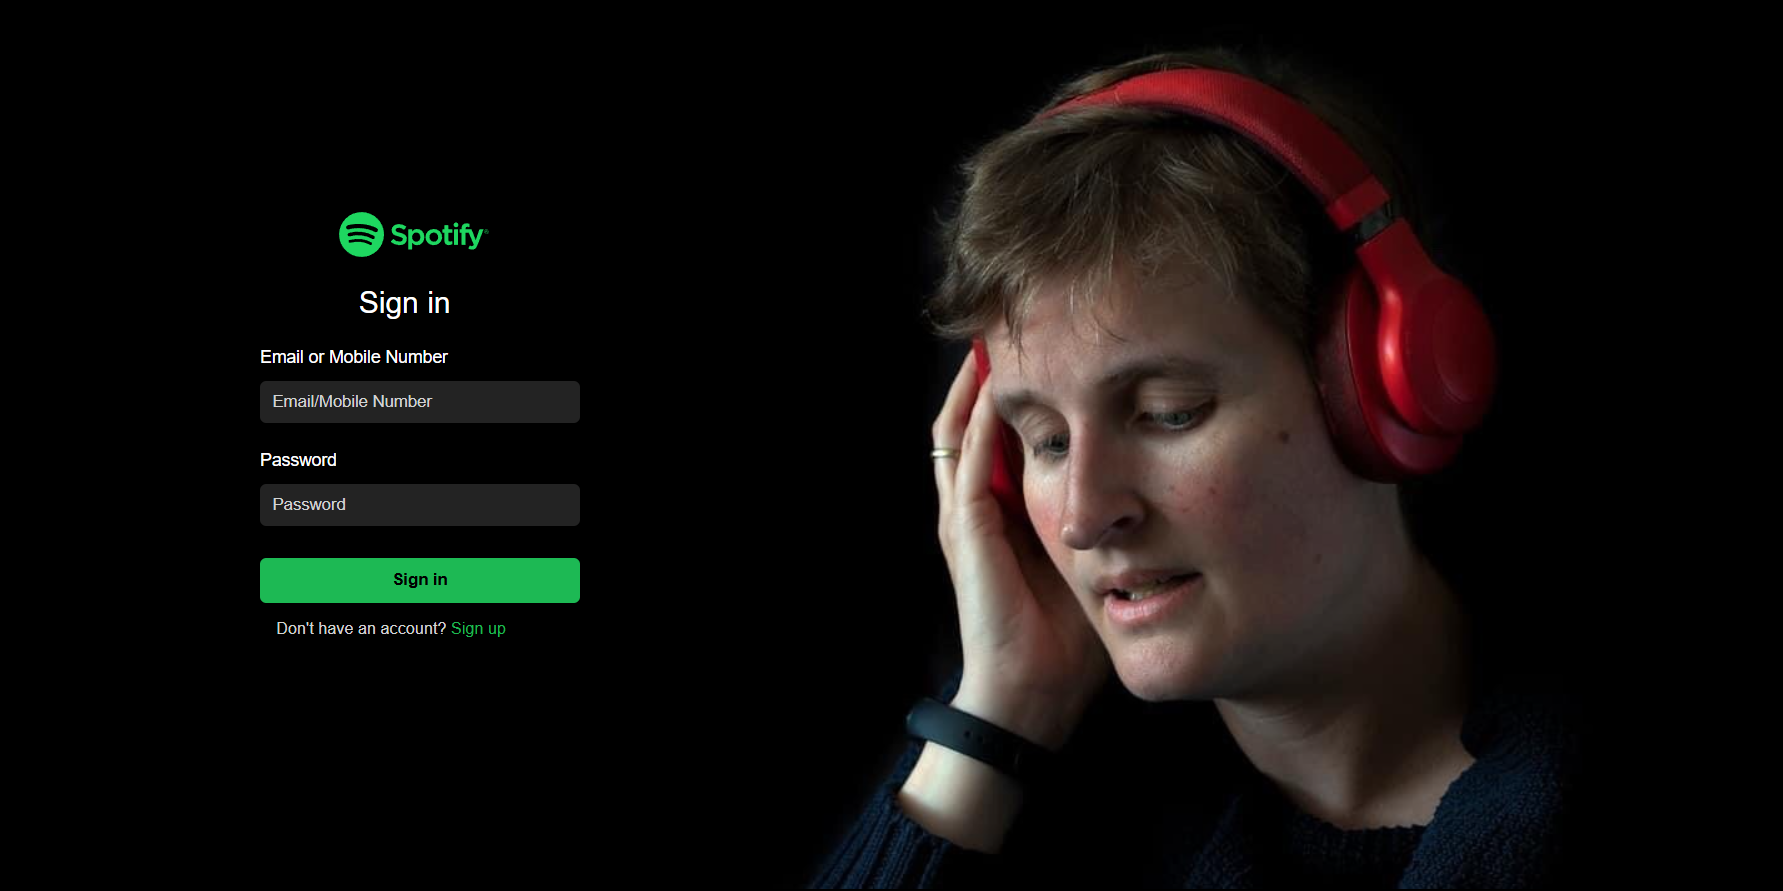 Spotify®
Sign in
Email or Mobile Number
Email/Mobile Number
Password
Password
Sign in
Don't have an account? Sign up